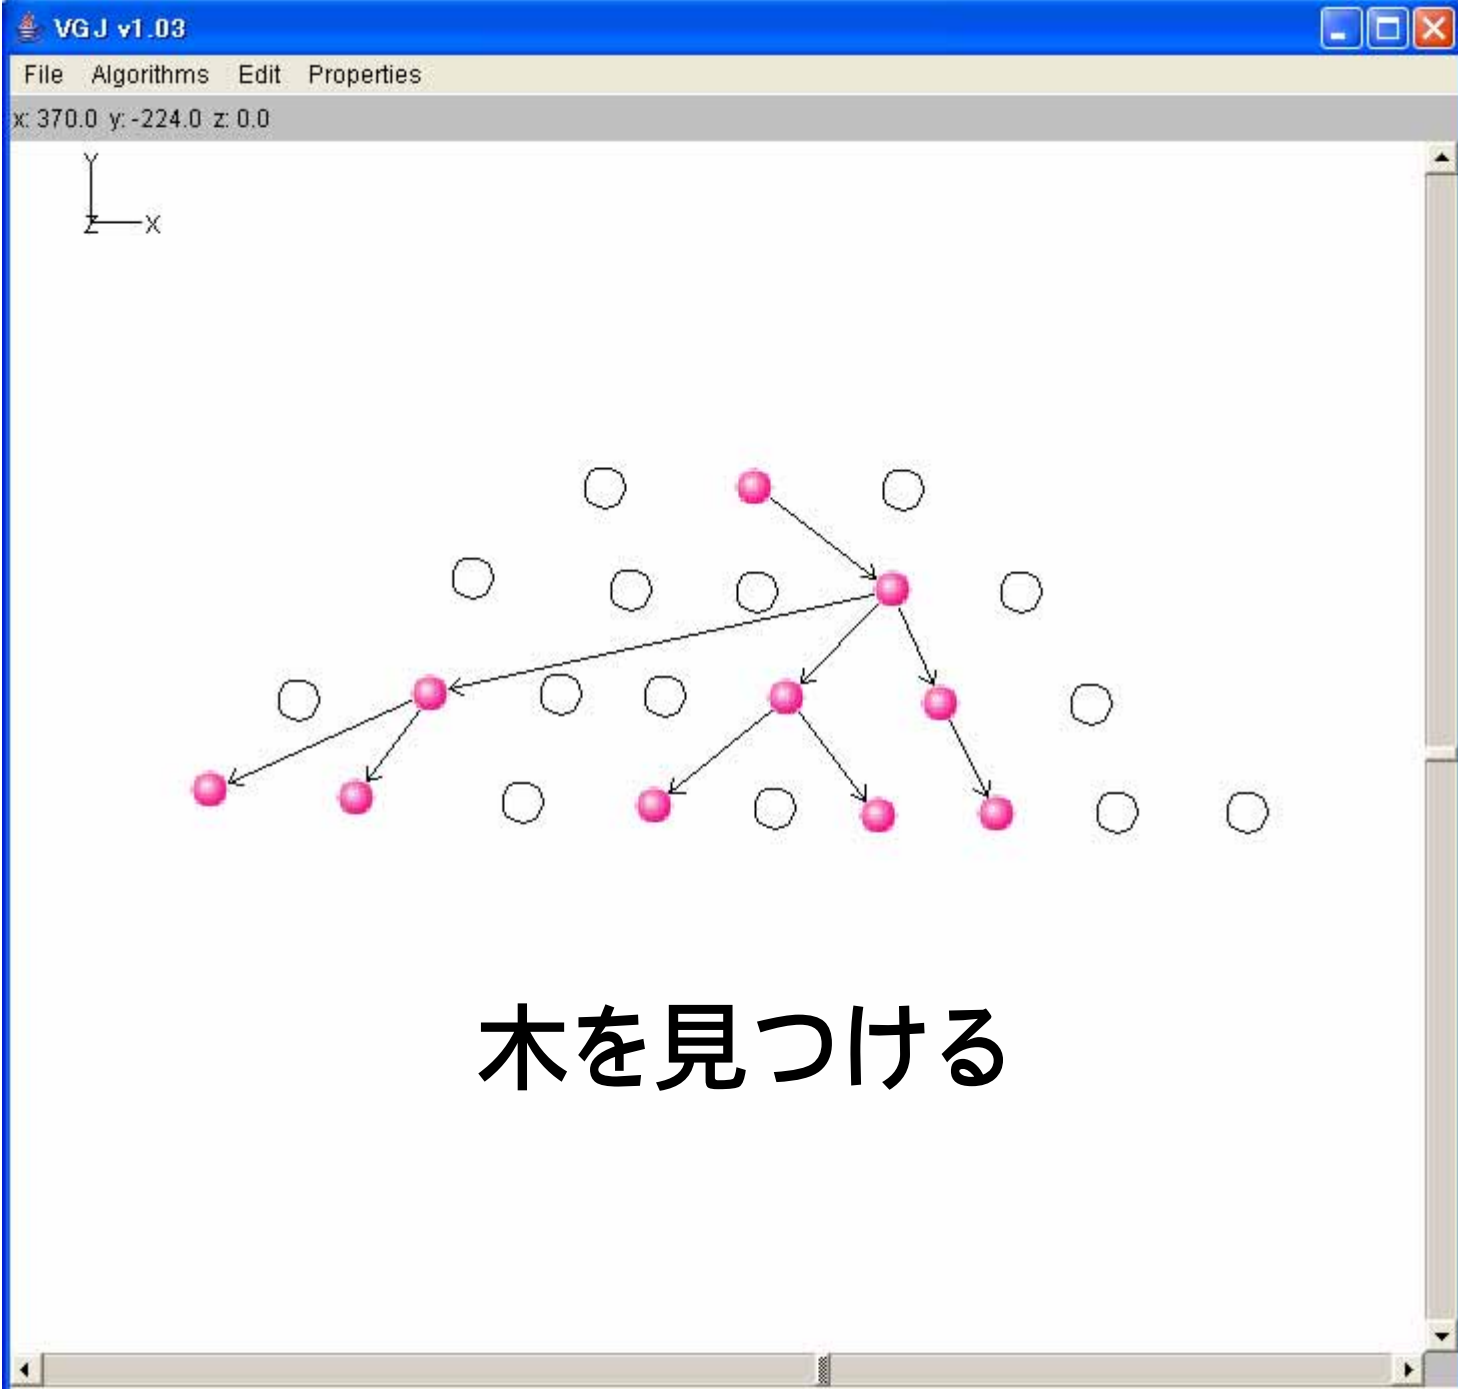 VGJ v1.03
File Algorithms Edit Properties
x: 370.0 y: -224.0 z: 0.0
Y
Z X
木を見つける